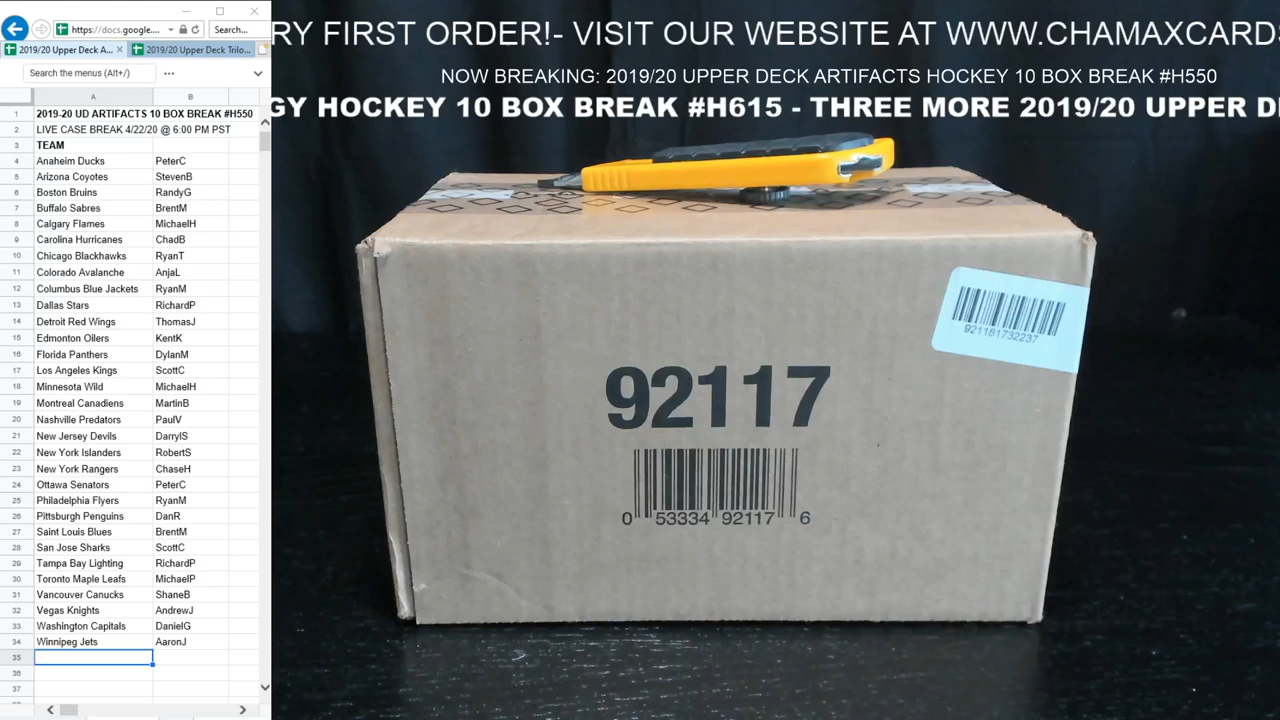 https://docs.google.
Search...
2019/20 Upper Deck A...
2019/20 Upper Deck Trilo...
Search the menus (Alt+/)
A B
1 2019-20 UD ARTIFACTS 10 BOX BREAK #H550
2 LIVE CASE BREAK 4/22/20 @ 6:00 PM PST
3 TEAM
4 Anaheim Ducks PeterC
5 Arizona Coyotes StevenB
6 Boston Bruins RandyG
7 Buffalo Sabres BrentM
8 Calgary Flames MichaelH
9 Carolina Hurricanes ChadB
10 Chicago Blackhawks RyanT
11 Colorado Avalanche AnjaL
12 Columbus Blue Jackets RyanM
13 Dallas Stars RichardP
14 Detroit Red Wings ThomasJ
15 Edmonton Oilers KentK
16 Florida Panthers DylanM
17 Los Angeles Kings ScottC
18 Minnesota Wild MichaelH
19 Montreal Canadiens MartinB
20 Nashville Predators PaulV
21 New Jersey Devils DarrylS
22 New York Islanders RobertS
23 New York Rangers ChaseH
24 Ottawa Senators PeterC
25 Philadelphia Flyers RyanM
26 Pittsburgh Penguins DanR
27 Saint Louis Blues BrentM
28 San Jose Sharks ScottC
29 Tampa Bay Lighting RichardP
30 Toronto Maple Leafs MichaelP
31 Vancouver Canucks ShaneB
32 Vegas Knights AndrewJ
33 Washington Capitals DanielG
34 Winnipeg Jets AaronJ
35
36
37
RY FIRST ORDER!- VISIT OUR WEBSITE AT WWW.CHAMAXCARDS
NOW BREAKING: 2019/20 UPPER DECK ARTIFACTS HOCKEY 10 BOX BREAK #H550
GY HOCKEY 10 BOX BREAK #H615 - THREE MORE 2019/20 UPPER D
921181732237
92117
0 53334 92117 6